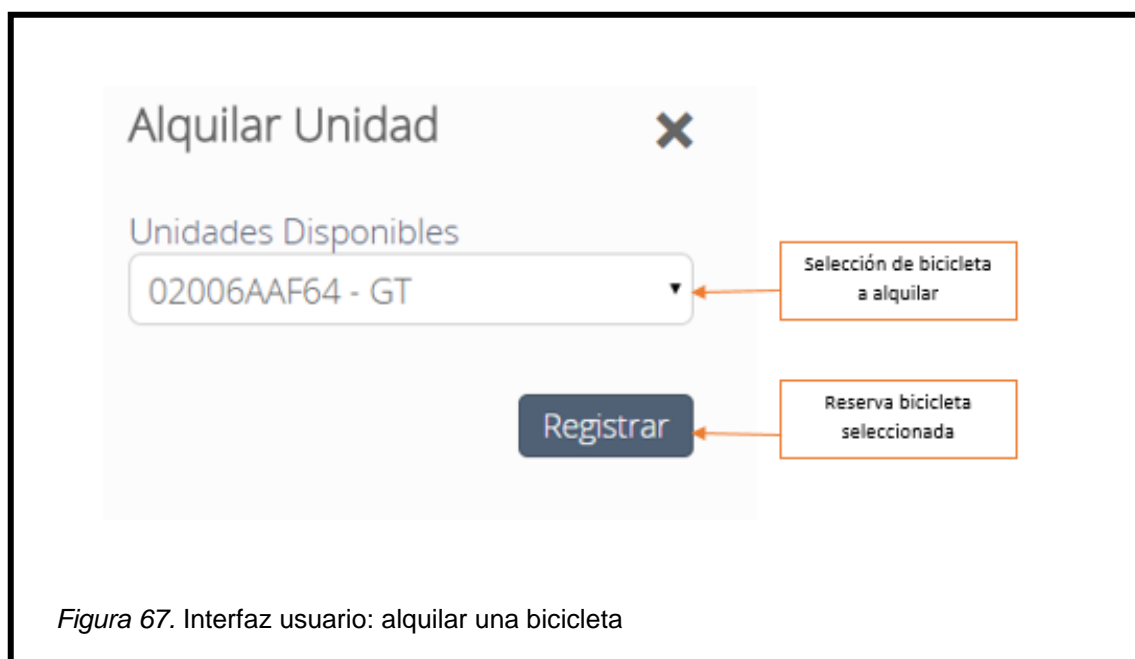 Alquilar Unidad
Unidades Disponibles
02006AAF64 - GT
Selección de bicicleta
a alquilar
Registrar
Reserva bicicleta
seleccionada
Figura 67. Interfaz usuario: alquilar una bicicleta